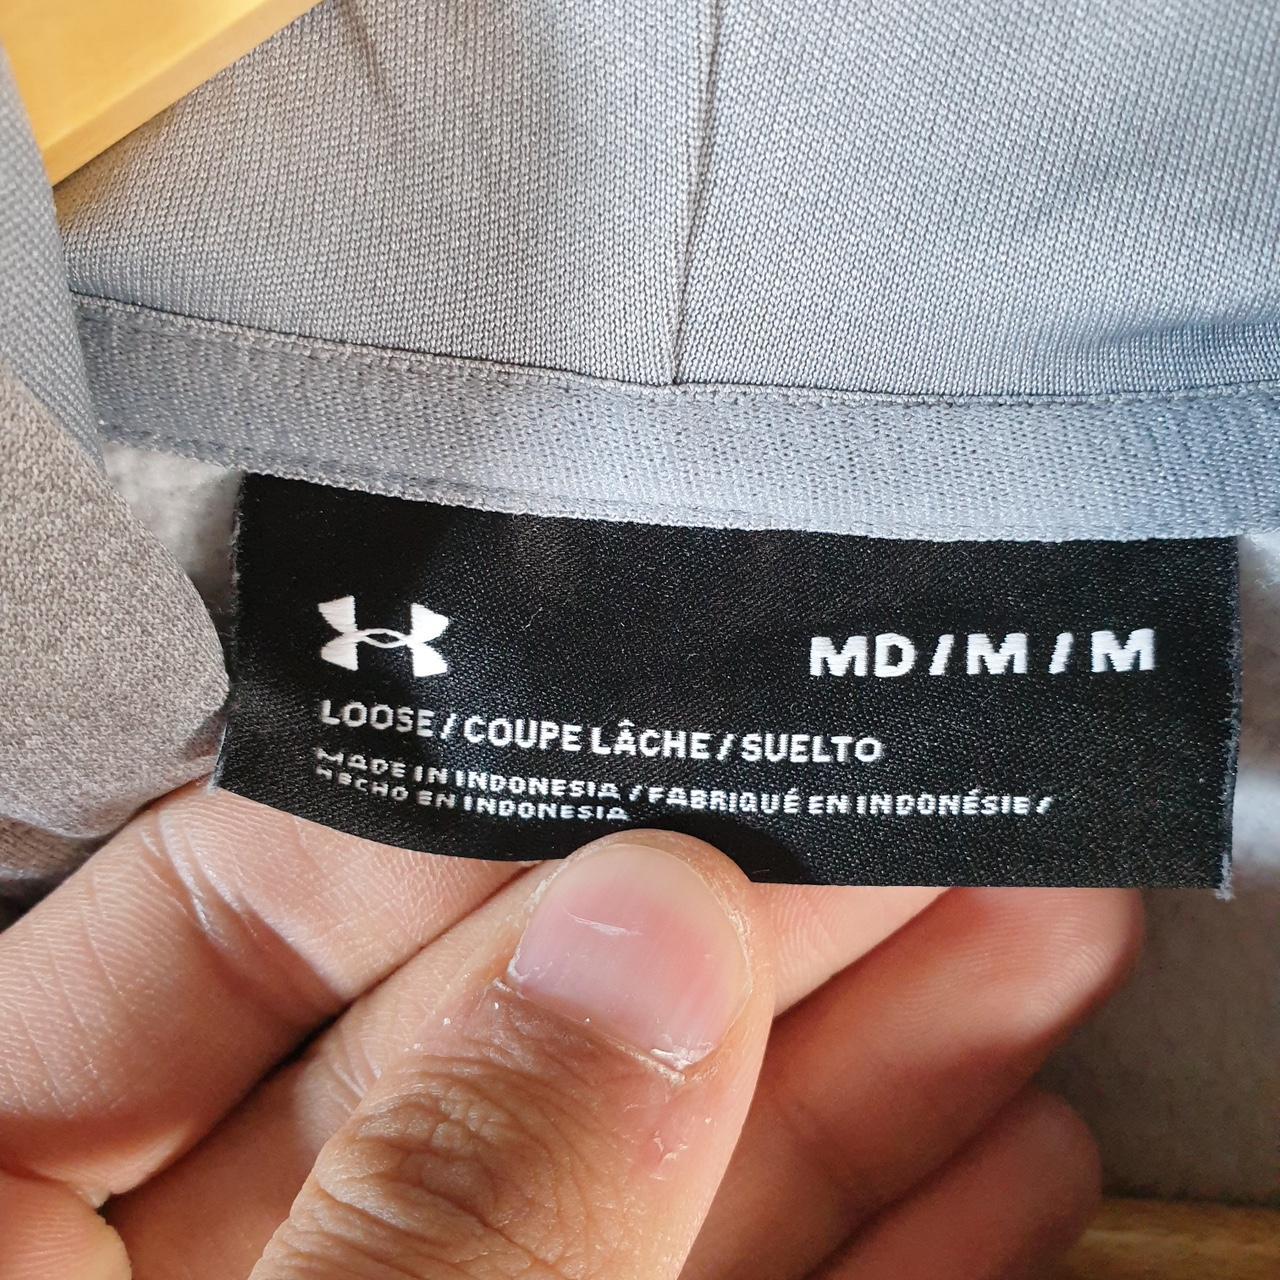 MD / M / M
LOOSE / COUPE LÂCHE / SUELTO
MADE IN INDONESIA / FABRIQUÉ EN INDONÉSIE /
HECHO EN INDONESIA